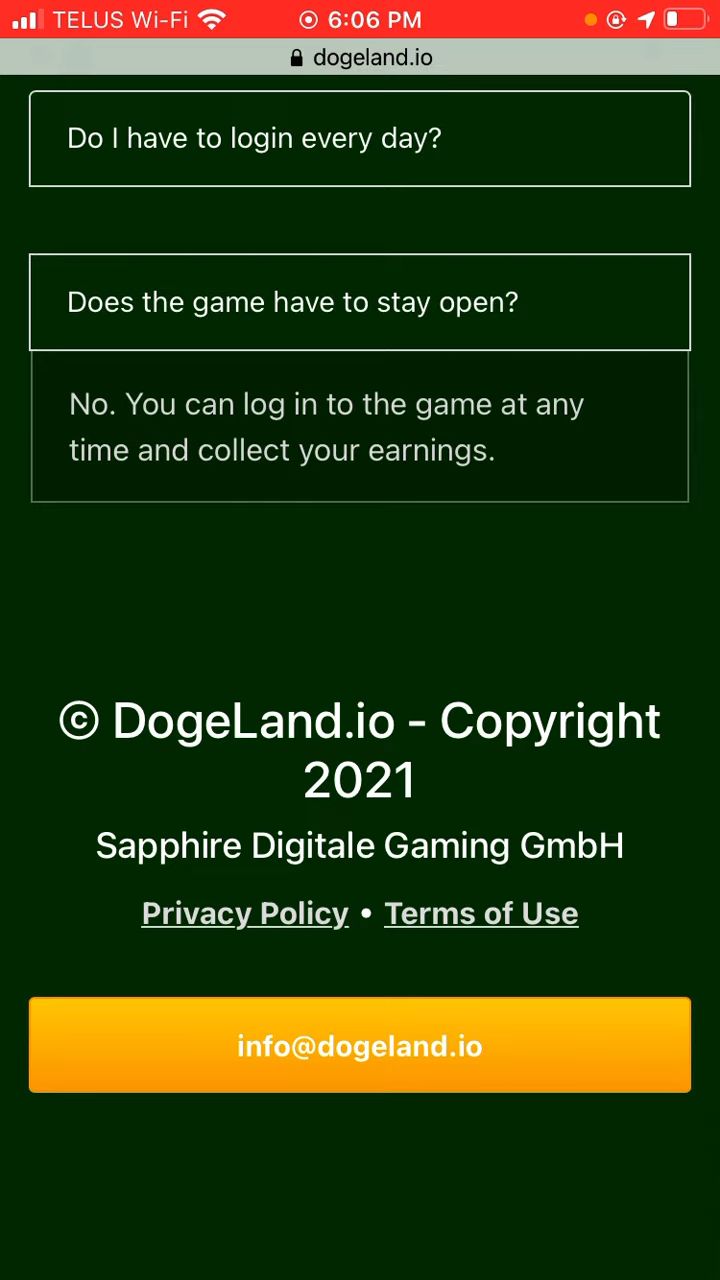 TELUS Wi-Fi 6:06 PM
dogeland.io
Do I have to login every day?
Does the game have to stay open?
No. You can log in to the game at any
time and collect your earnings.
© DogeLand.io - Copyright
2021
Sapphire Digitale Gaming GmbH
Privacy Policy • Terms of Use
info@dogeland.io